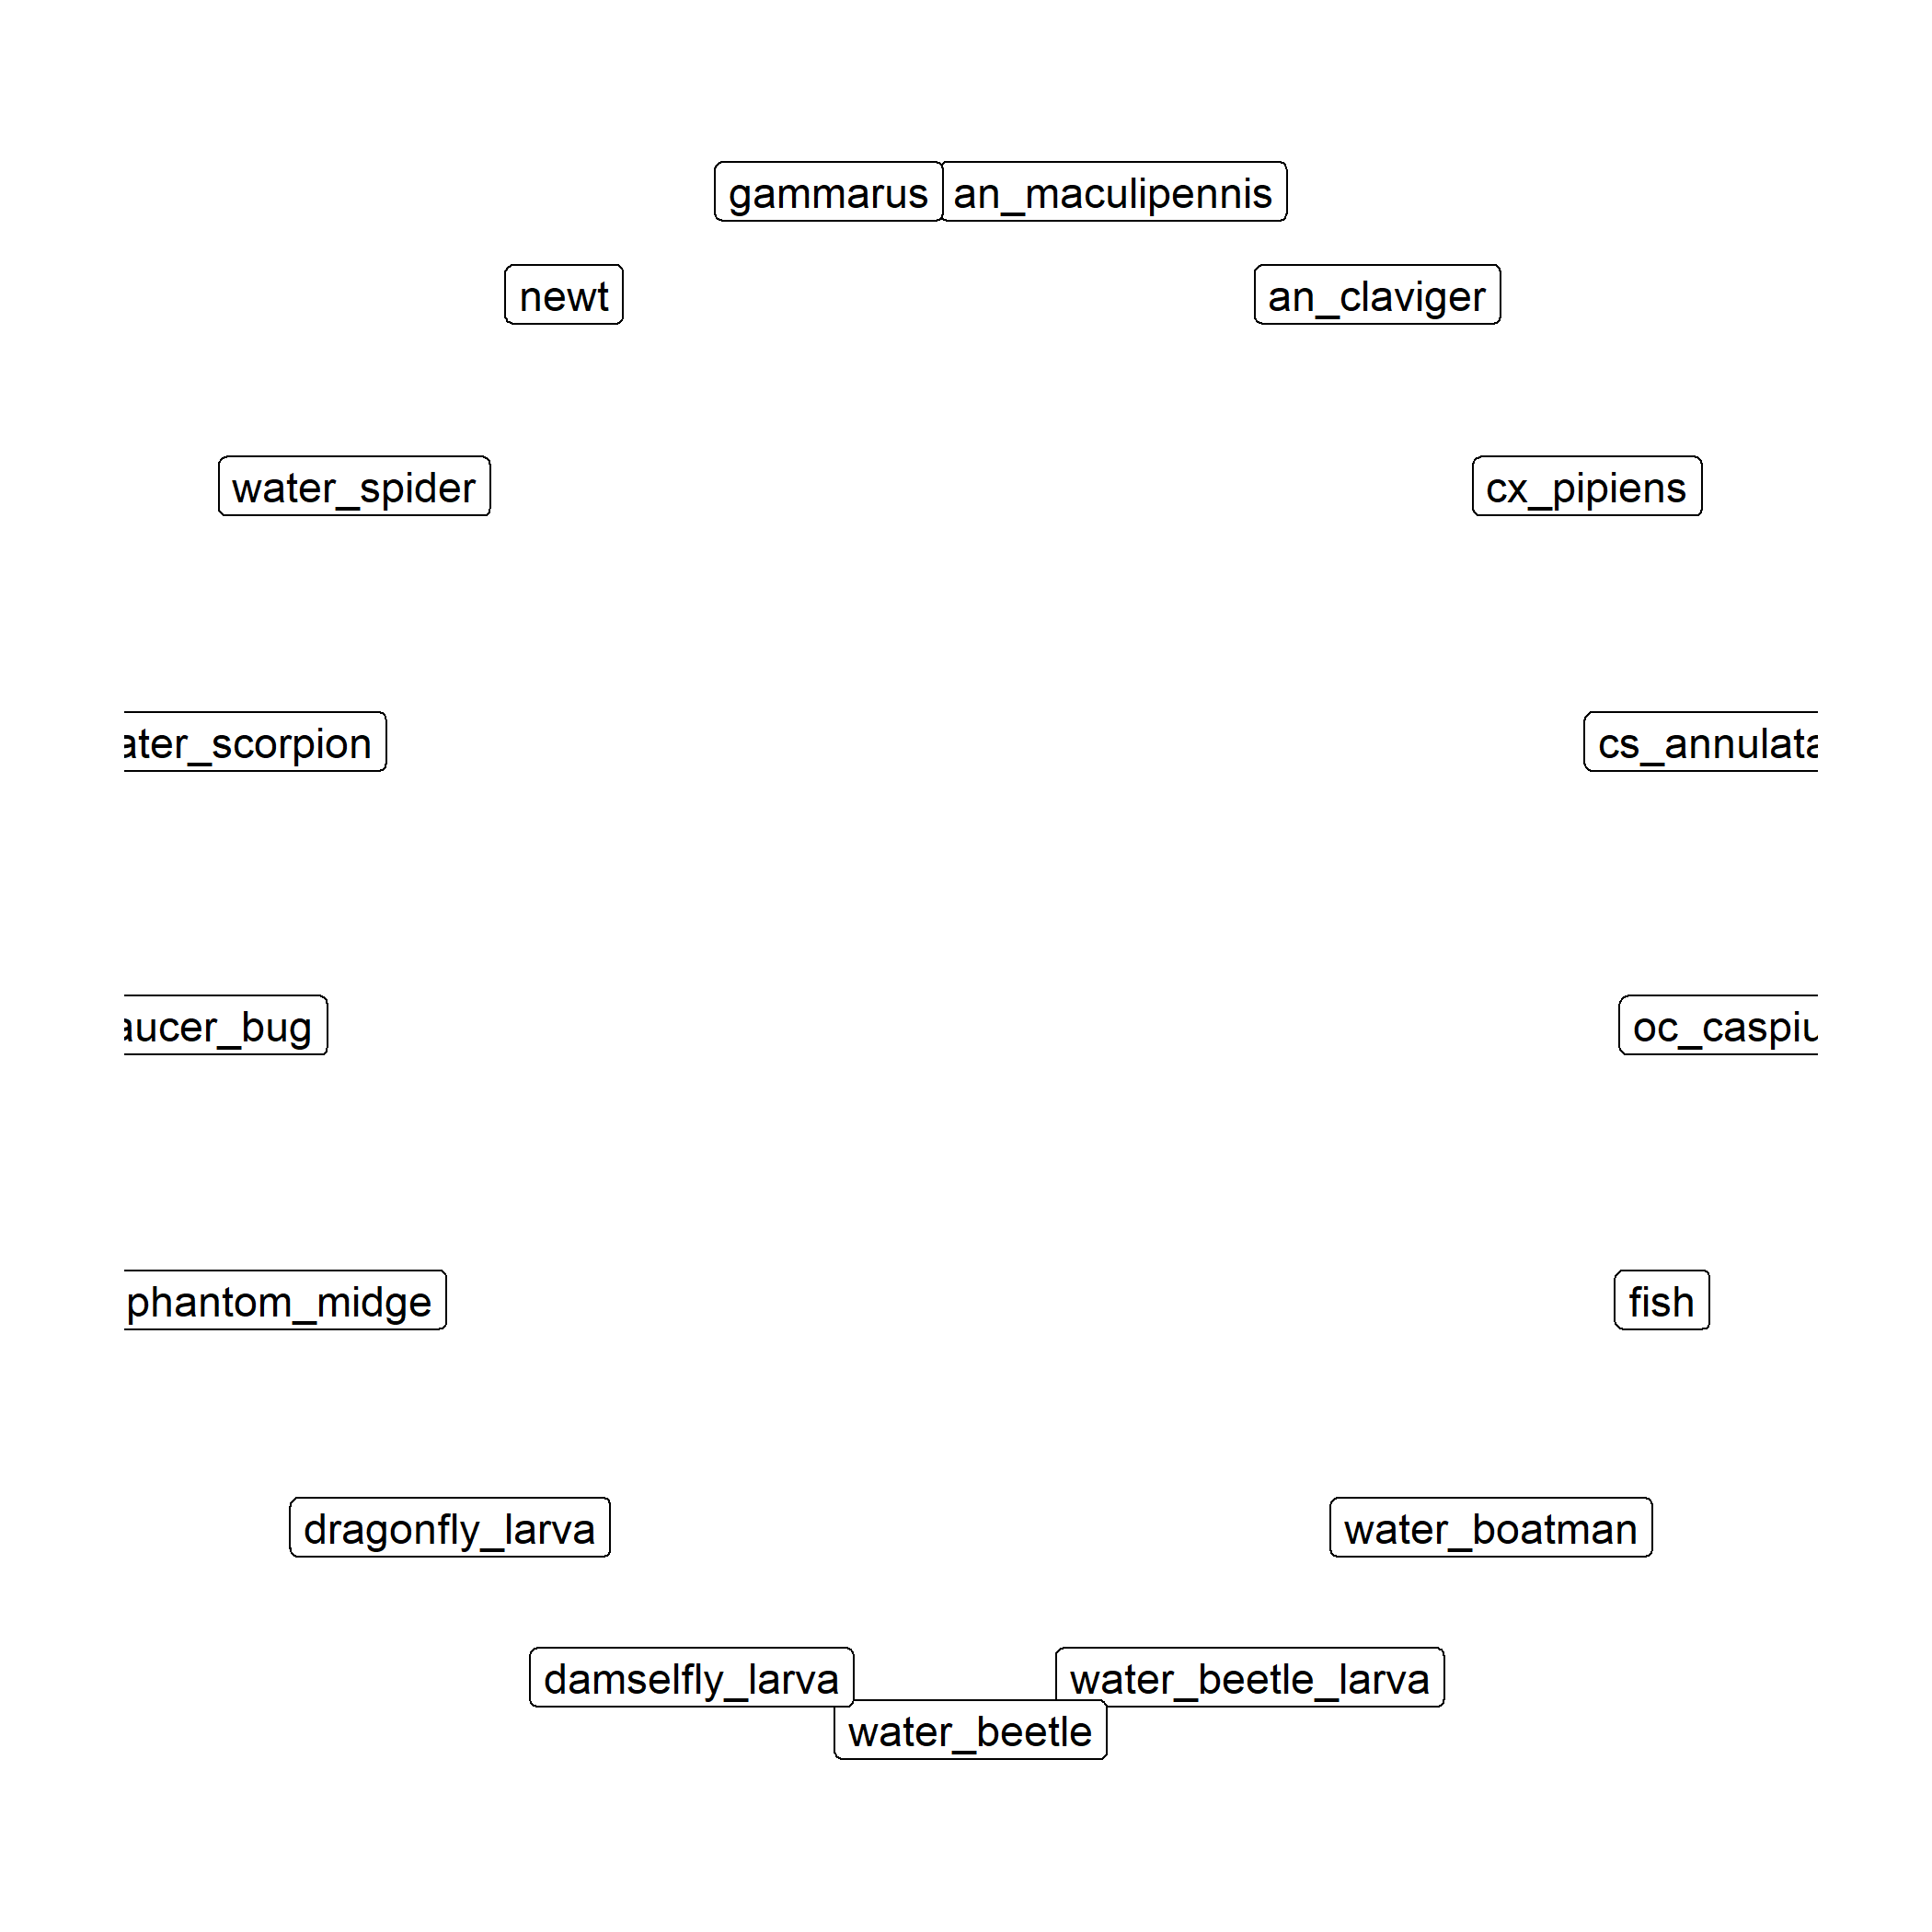 gammarus an_maculipennis
newt an_claviger
water_spider cx_pipiens
ater_scorpion cs_annulata
aucer_bug oc_caspiu
phantom_midge fish
dragonfly_larva water_boatman
damselfly_larva water_beetle_larva
water_beetle